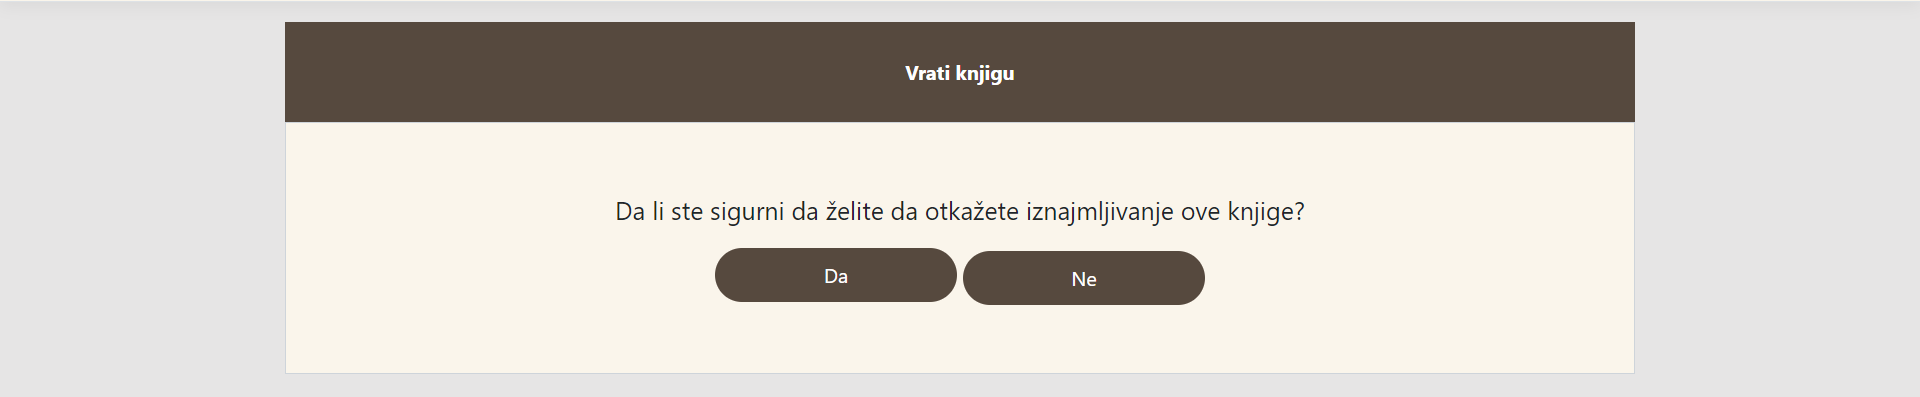 Vrati knjigu
Da li ste sigurni da želite da otkažete iznajmljivanje ove knjige?
Da
Ne